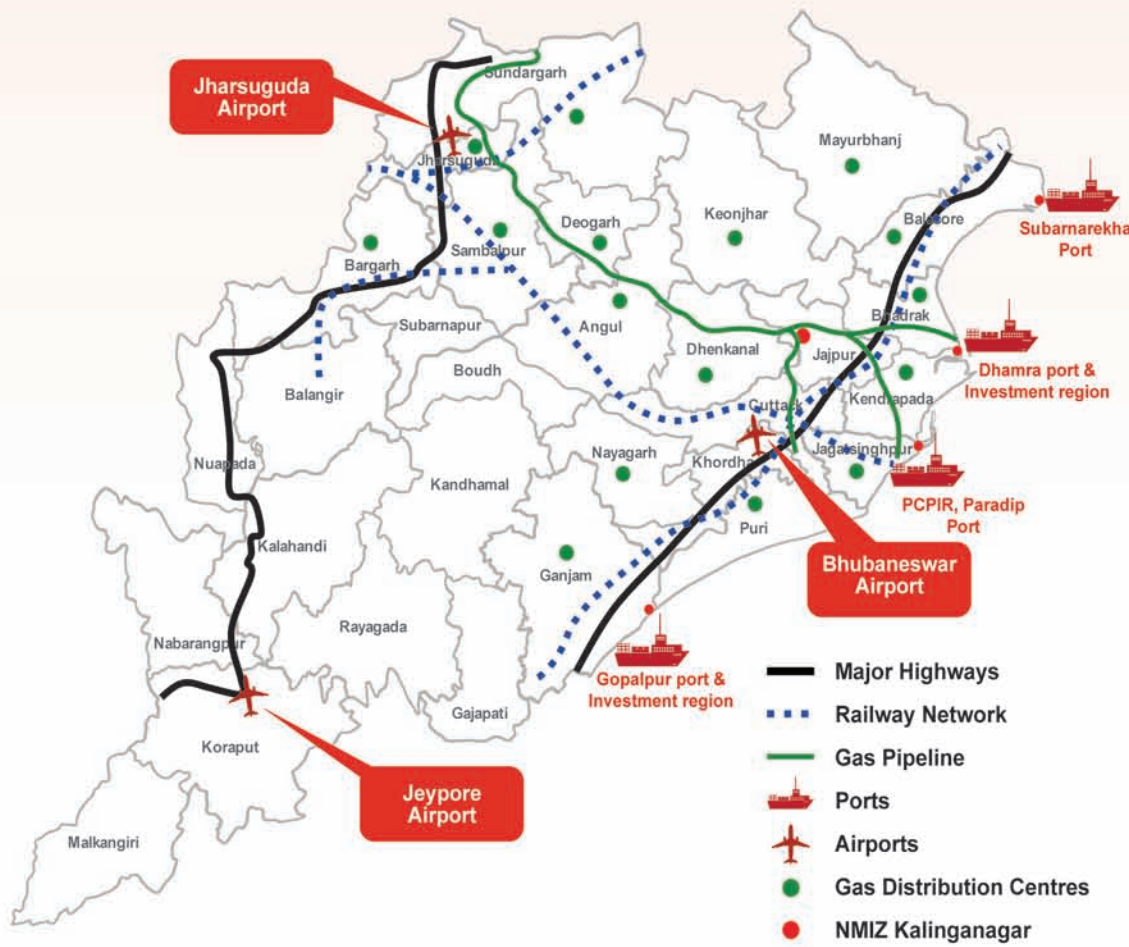 Jharsuguda
Airport
Sundargarh
Mayurbhanj
Jharsuguda
Subarnarekha
Port
Deogarh
Keonjhar
Balasore
Sambalpur
Bargarh
Subarnapur
Angul
Bhadrak
Dhenkanal
Jajpur
Dhamra port &
Investment region
Boudh
Balangir
Cuttack
Kendrapada
Nuapada
Nayagarh
Khordha
Jagatsinghpur
Kandhamal
PCPIR, Paradip
Port
Puri
Kalahandi
Ganjam
Bhubaneswar
Airport
Rayagada
Nabarangpur
Gopalpur port &
Investment region
Gajapati
Koraput
Jeypore
Airport
Malkangiri
Major Highways
Railway Network
Gas Pipeline
Ports
Airports
Gas Distribution Centres
NMIZ Kalinganagar